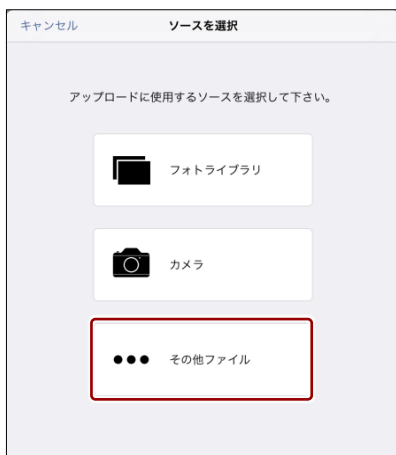 キャンセル ソースを選択
アップロードに使用するソースを選択して下さい。
フォトライブラリ
カメラ
その他ファイル